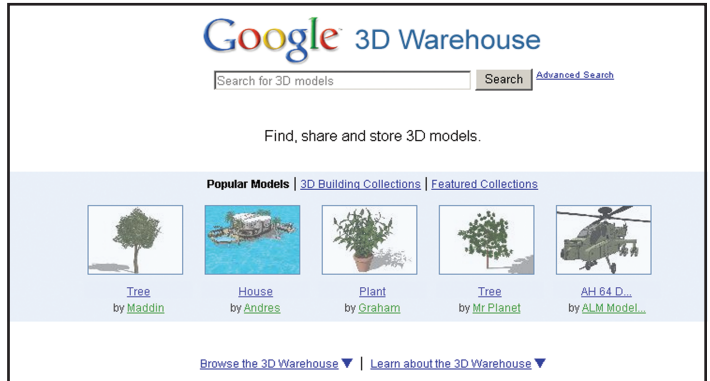 Google 3D Warehouse
Search for 3D models Search Advanced Search
Find, share and store 3D models.
Popular Models | 3D Building Collections | Featured Collections
Tree House Plant Tree AH 64 D...
by Maddin by Andres by Graham by Mr Planet by ALM Model...
Browse the 3D Warehouse ▼ | Learn about the 3D Warehouse ▼